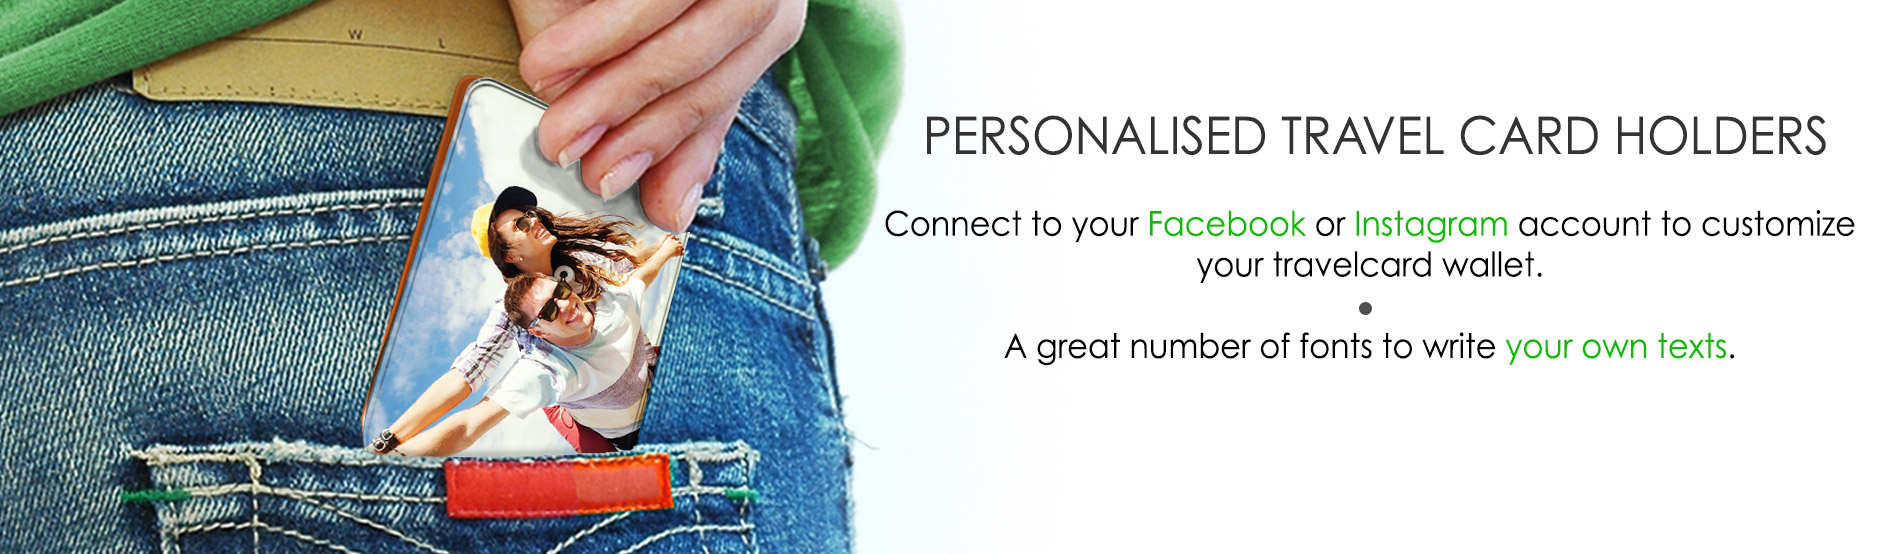 W L
PERSONALISED TRAVEL CARD HOLDERS
Connect to your Facebook or Instagram account to customize
your travelcard wallet.
•
A great number of fonts to write your own texts.